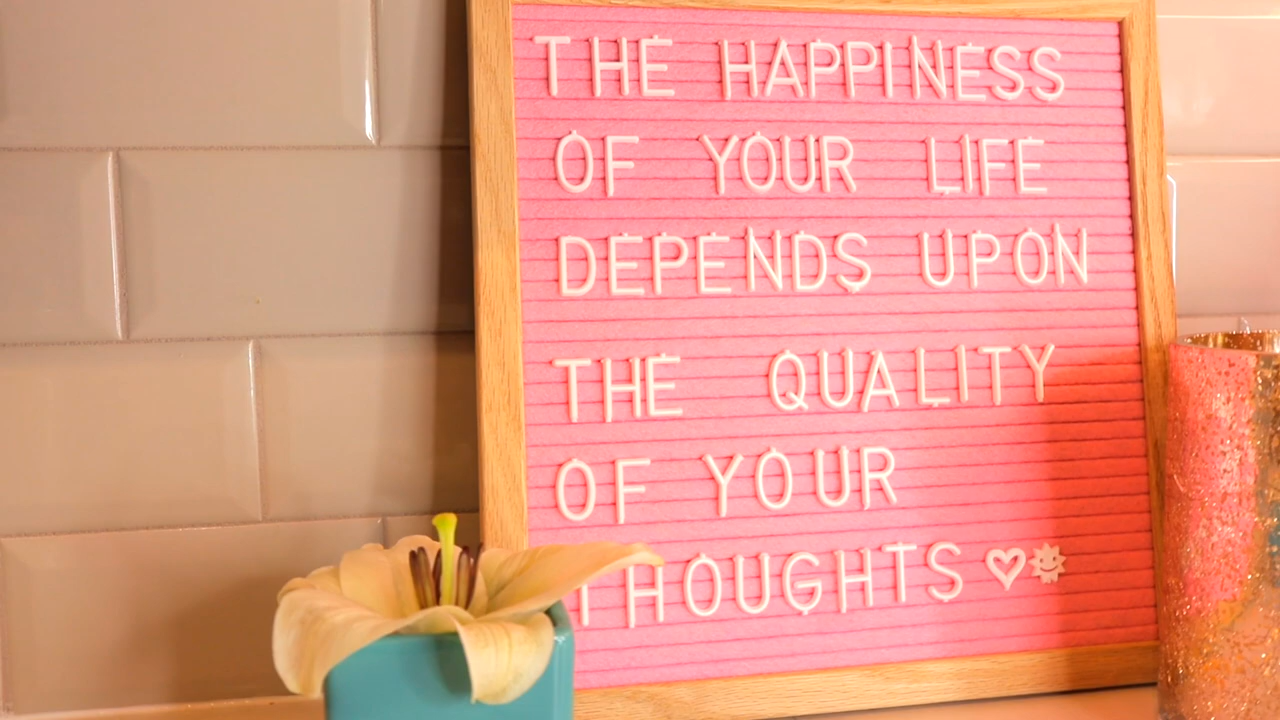 THE HAPPINESS
OF YOUR LIFE
DEPENDS UPON
THE QUALITY
OF YOUR
THOUGHTS